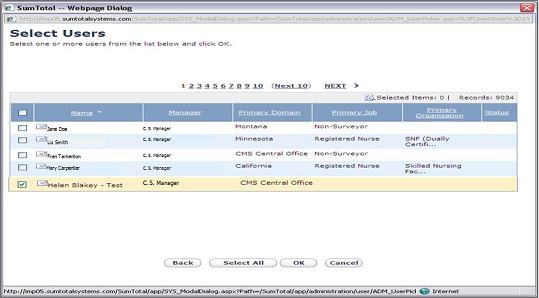 SumTotal -- Webpage Dialog
http://imp05.sumtotalsystems.com/SumTotal/app/SYS_ModalDialog.aspx?Path=/SumTotal/app/administration/user/ADM_UserPicker.aspx%3FUserMode%3D1
Select Users
Select one or more users from the list below and click OK.
1 2 3 4 5 6 7 8 9 10 (Next 10) NEXT >
Selected Items: 0 | Records: 9034
Name Manager Primary Domain Primary Job Primary Organization Status
Jane Doe C. S. Manager Montana Non-Surveyor
Liz Smith C. S. Manager Minnesota Registered Nurse SNF (Dually Certifi...
Fran Tarkenton C. S. Manager CMS Central Office Non-Surveyor
Mary Carpenter C. S. Manager California Registered Nurse Skilled Nursing Fac...
Helen Blakey - Test C. S. Manager CMS Central Office
Back Select All OK Cancel
http://imp05.sumtotalsystems.com/SumTotal/app/SYS_ModalDialog.aspx?Path=/SumTotal/app/administration/user/ADM_UserPicl Internet